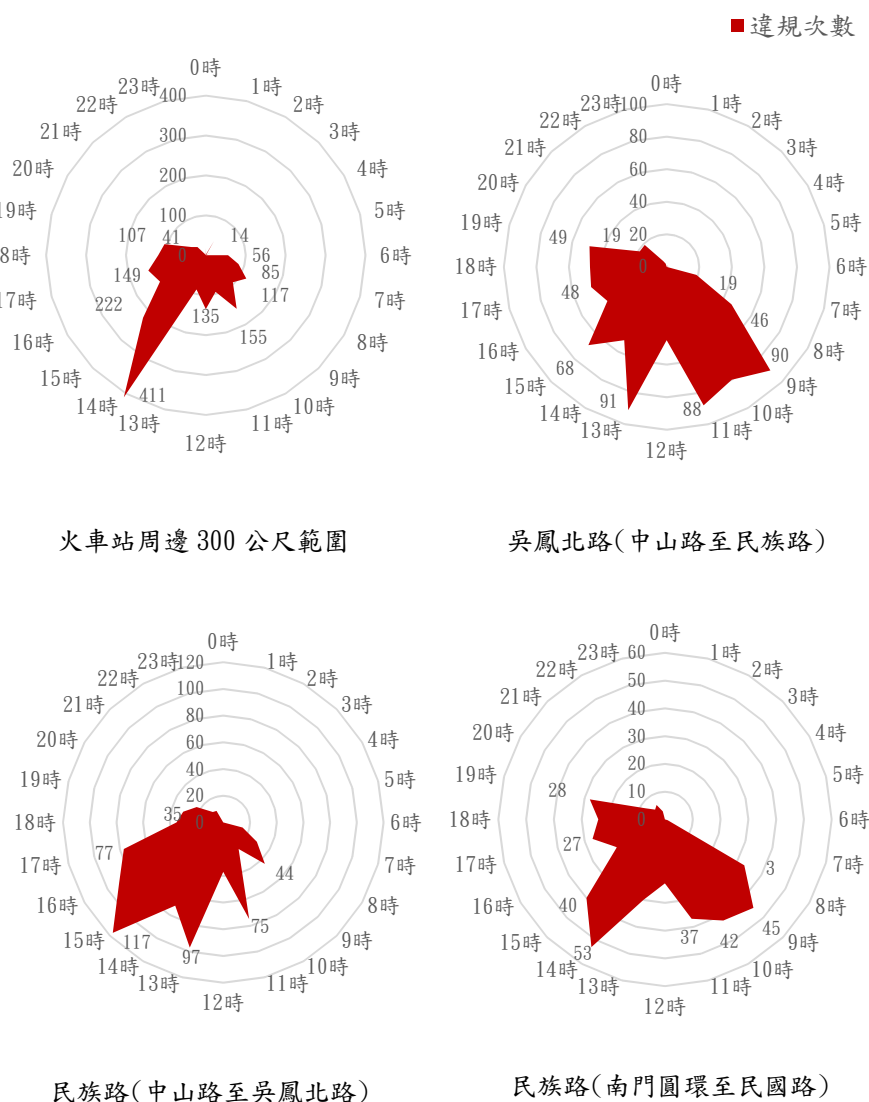 ■違規次數
0時
1時
2時
3時
4時
5時
6時
7時
8時
9時
10時
11時
12時
13時
14時
15時
16時
17時
8時
19時
20時
21時
22時
23時
400
300
200
100
0
14
56
85
117
155
135
411
222
149
107
41
火車站周邊 300 公尺範圍
0時
1時
2時
3時
4時
5時
6時
7時
8時
9時
10時
11時
12時
13時
14時
15時
16時
17時
18時
19時
20時
21時
22時
23時
100
80
60
40
20
0
19
46
90
88
91
68
48
49
19
吳鳳北路(中山路至民族路)
0時
1時
2時
3時
4時
5時
6時
7時
8時
9時
10時
11時
12時
13時
14時
15時
16時
17時
18時
19時
20時
21時
22時
23時
120
100
80
60
40
20
0
44
75
97
117
77
35
民族路(中山路至吳鳳北路)
0時
1時
2時
3時
4時
5時
6時
7時
8時
9時
10時
11時
12時
13時
14時
15時
16時
17時
18時
19時
20時
21時
22時
23時
60
50
40
30
20
10
0
3
45
42
37
53
40
27
28
民族路(南門圓環至民國路)